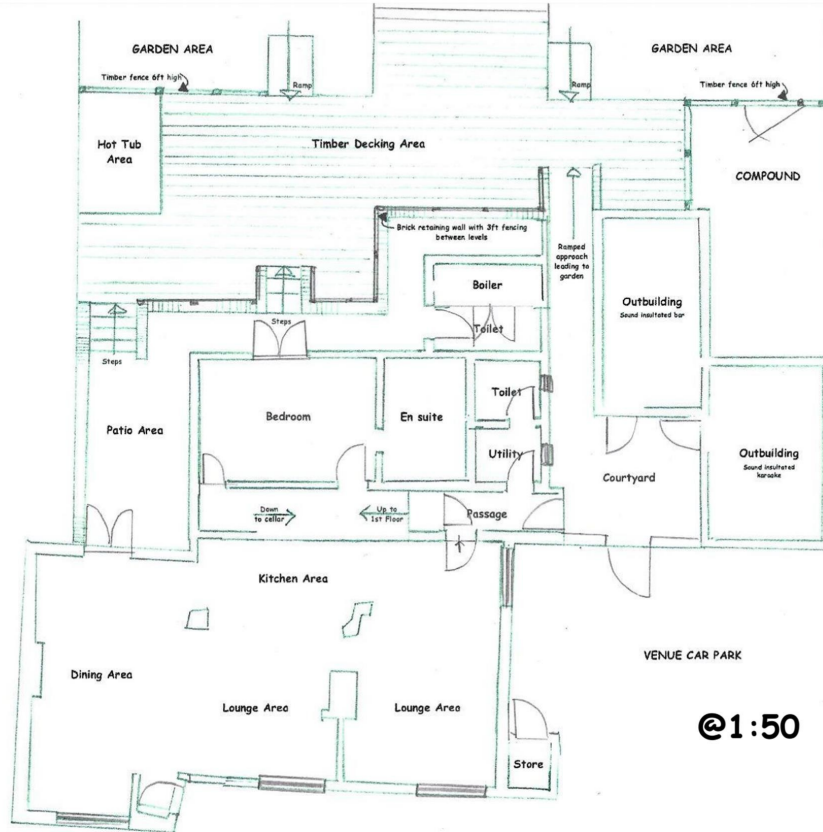 GARDEN AREA
GARDEN AREA
Timber fence 6ft high
Ramp
Ramp
Timber fence 6ft high
Hot Tub
Area
Timber Decking Area
COMPOUND
Brick retaining wall with 3ft fencing
between levels
Ramped
approach
leading to
garden
Boiler
Outbuilding
Sound insultated bar
Steps
Toilet
Steps
Toilet
Bedroom
En suite
Patio Area
Utility
Outbuilding
Sound insultated
karaoke
Courtyard
Down
to cellar
Up to
1st Floor
Passage
Kitchen Area
VENUE CAR PARK
Dining Area
Lounge Area
Lounge Area
@1:50
Store